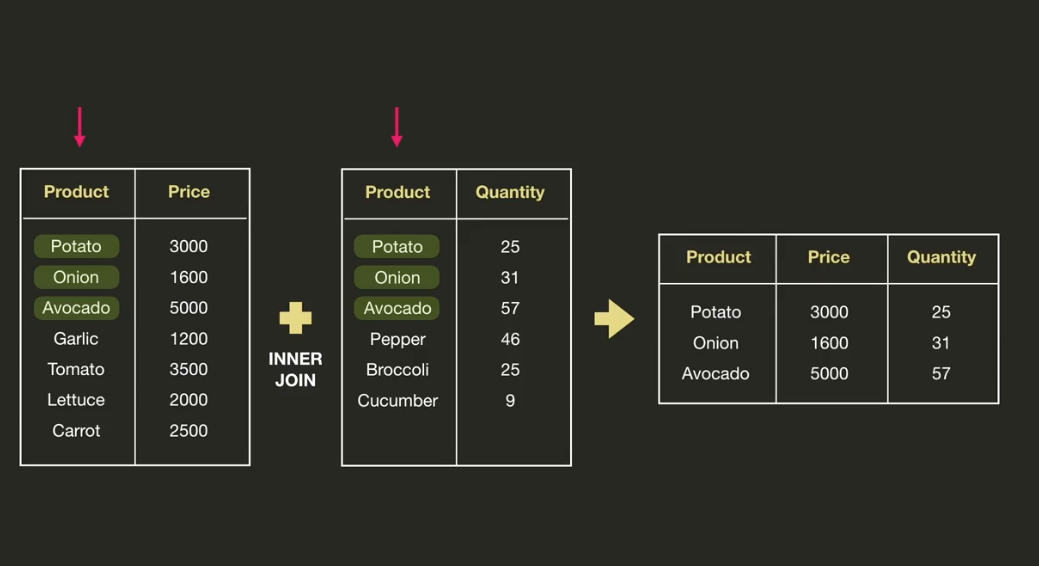 Product Price
Potato 3000
Onion 1600
Avocado 5000
Garlic 1200
Tomato 3500
Lettuce 2000
Carrot 2500
INNER
JOIN
Product Quantity
Potato 25
Onion 31
Avocado 57
Pepper 46
Broccoli 25
Cucumber 9
Product Price Quantity
Potato 3000 25
Onion 1600 31
Avocado 5000 57